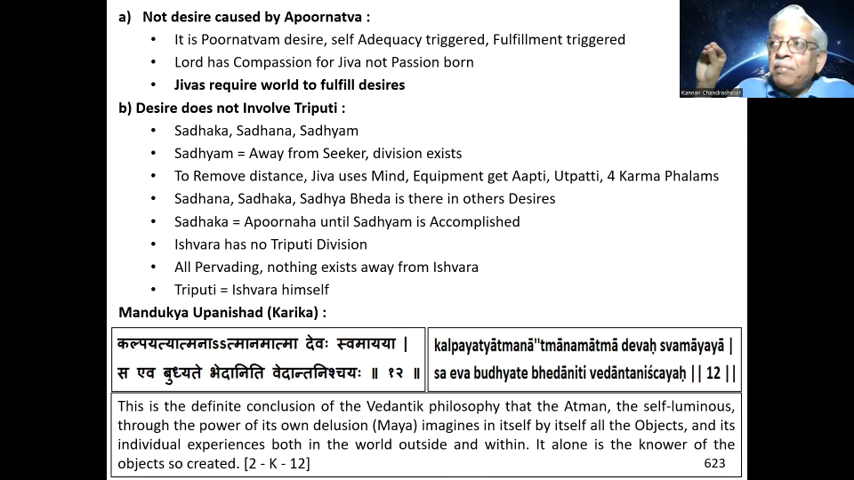 a) Not desire caused by Apoornatva :
• It is Poornatvam desire, self Adequacy triggered, Fulfillment triggered
• Lord has Compassion for Jiva not Passion born
• Jivas require world to fulfill desires
b) Desire does not Involve Triputi :
• Sadhaka, Sadhana, Sadhyam
• Sadhyam = Away from Seeker, division exists
• To Remove distance, Jiva uses Mind, Equipment get Aapti, Utpatti, 4 Karma Phalams
• Sadhana, Sadhaka, Sadhya Bheda is there in others Desires
• Sadhaka = Apoornaha until Sadhyam is Accomplished
• Ishvara has no Triputi Division
• All Pervading, nothing exists away from Ishvara
• Triputi = Ishvara himself
Mandukya Upanishad (Karika) :
कल्पयत्यात्मनाऽऽत्मानमात्मा देवः स्वमायया |
स एव बुध्यते भेदानिति वेदान्तनिश्चयः ॥ १२ ॥
kalpayatyātmanā"tmānamātmā devaḥ svamāyayā |
sa eva budhyate bhedāniti vedāntaniścayaḥ || 12 ||
This is the definite conclusion of the Vedantik philosophy that the Atman, the self-luminous,
through the power of its own delusion (Maya) imagines in itself by itself all the Objects, and its
individual experiences both in the world outside and within. It alone is the knower of the
objects so created. [2 - K - 12]
623
Kannan Chandrashekar